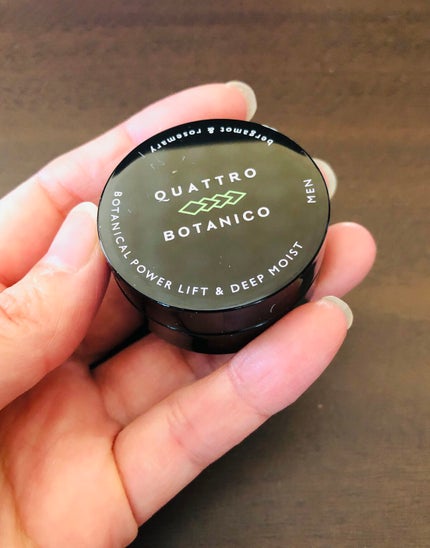 bergamot & rosemary
QUATTRO
BOTANICO
BOTANICAL POWER LIFT & DEEP MOIST MEN